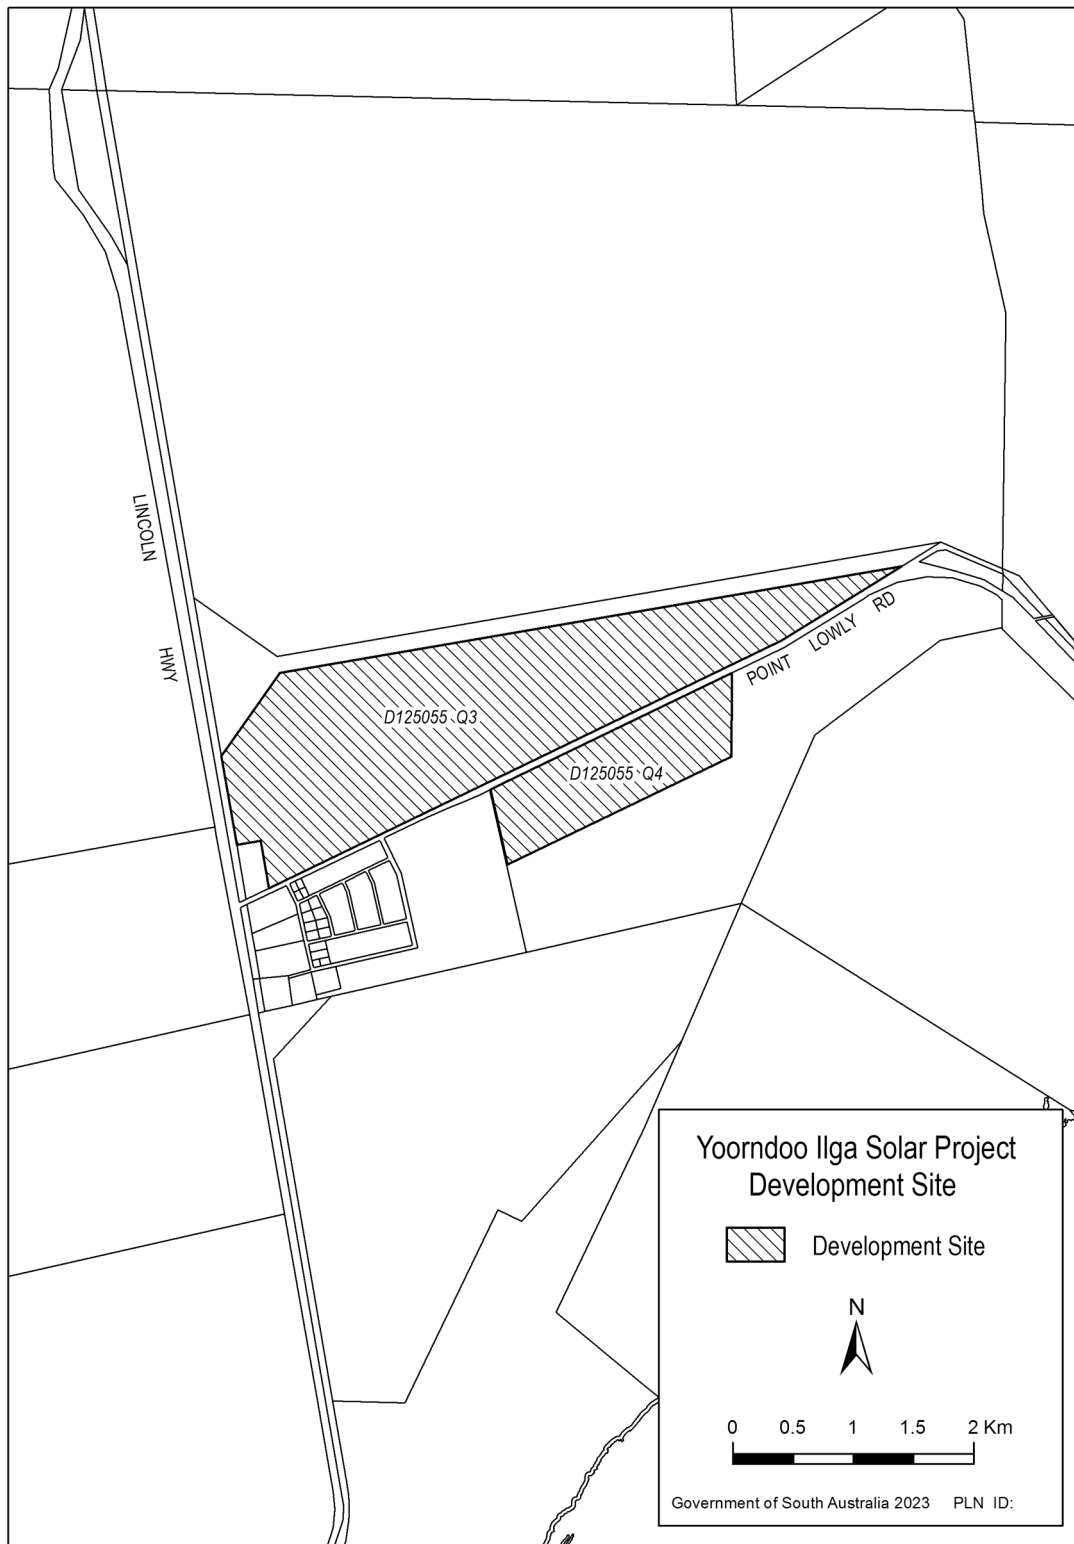 LINCOLN
HWY
POINT LOWLY RD
D125055 Q3
D125055 Q4
Yoorndoo Ilga Solar Project
Development Site
Development Site
N
0 0.5 1 1.5 2 Km
Government of South Australia 2023 PLN ID: